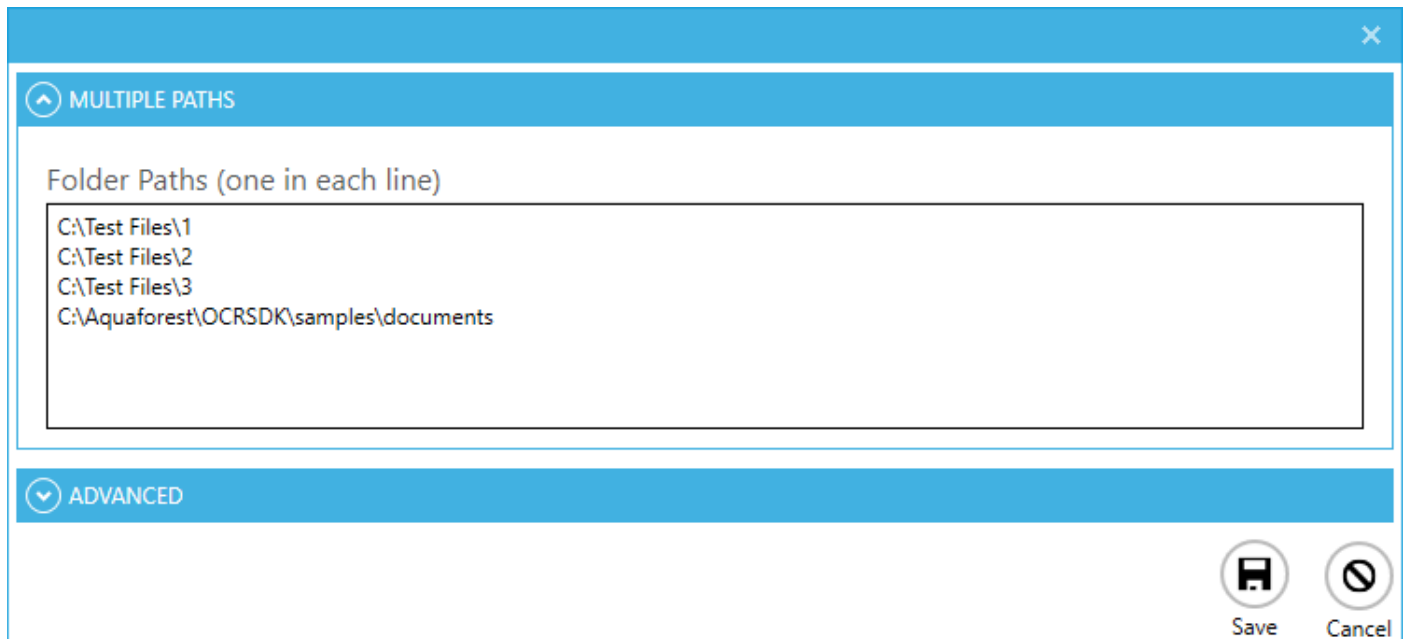 MULTIPLE PATHS
Folder Paths (one in each line)
C:\Test Files\1
C:\Test Files\2
C:\Test Files\3
C:\Aquaforest\OCRSDK\samples\documents
ADVANCED
Save Cancel